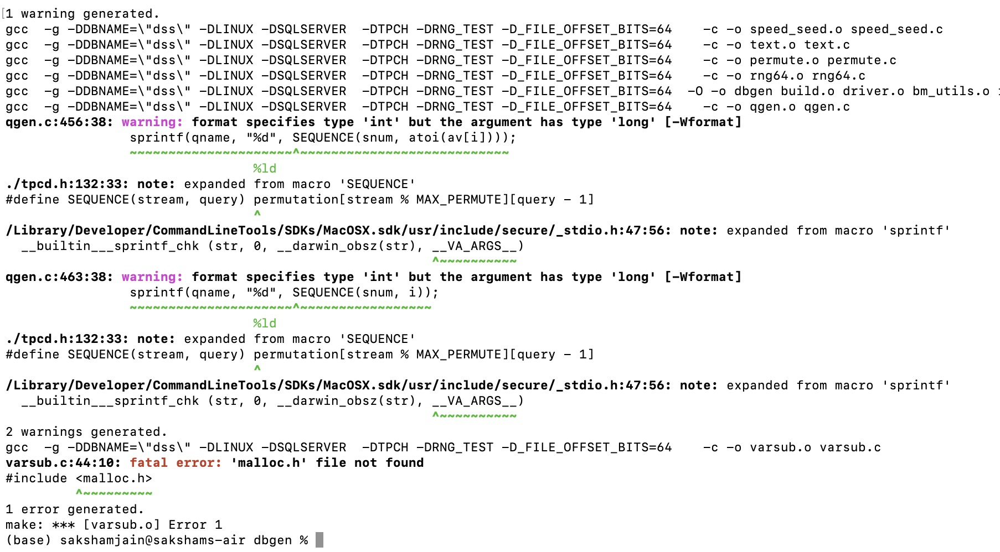 1 warning generated.
gcc  -g -DDBNAME=\"dss\" -DLINUX -DSQLSERVER  -DTPCH -DRNG_TEST -D_FILE_OFFSET_BITS=64    -c -o speed_seed.o speed_seed.c
gcc  -g -DDBNAME=\"dss\" -DLINUX -DSQLSERVER  -DTPCH -DRNG_TEST -D_FILE_OFFSET_BITS=64    -c -o text.o text.c
gcc  -g -DDBNAME=\"dss\" -DLINUX -DSQLSERVER  -DTPCH -DRNG_TEST -D_FILE_OFFSET_BITS=64    -c -o permute.o permute.c
gcc  -g -DDBNAME=\"dss\" -DLINUX -DSQLSERVER  -DTPCH -DRNG_TEST -D_FILE_OFFSET_BITS=64    -c -o rng64.o rng64.c
gcc  -g -DDBNAME=\"dss\" -DLINUX -DSQLSERVER  -DTPCH -DRNG_TEST -D_FILE_OFFSET_BITS=64  -O -o dbgen build.o driver.o bm_utils.o
gcc  -g -DDBNAME=\"dss\" -DLINUX -DSQLSERVER  -DTPCH -DRNG_TEST -D_FILE_OFFSET_BITS=64    -c -o qgen.o qgen.c
qgen.c:456:38: warning: format specifies type 'int' but the argument has type 'long' [-Wformat]
                sprintf(qname, "%d", SEQUENCE(snum, atoi(av[i])));
                ~~~~~~~~~~~~~~~~~~~~~^~~~~~~~~~~~~~~~~~~~~~~~~~~
                                %ld
./tpcd.h:132:33: note: expanded from macro 'SEQUENCE'
#define SEQUENCE(stream, query) permutation[stream % MAX_PERMUTE][query - 1]
                                ^
/Library/Developer/CommandLineTools/SDKs/MacOSX.sdk/usr/include/secure/_stdio.h:47:56: note: expanded from macro 'sprintf'
  __builtin___sprintf_chk (str, 0, __darwin_obsz(str), __VA_ARGS__)
                                                       ^~~~~~~~~~~
qgen.c:463:38: warning: format specifies type 'int' but the argument has type 'long' [-Wformat]
                sprintf(qname, "%d", SEQUENCE(snum, i));
                ~~~~~~~~~~~~~~~~~~~~~^~~~~~~~~~~~~~~~~
                                %ld
./tpcd.h:132:33: note: expanded from macro 'SEQUENCE'
#define SEQUENCE(stream, query) permutation[stream % MAX_PERMUTE][query - 1]
                                ^
/Library/Developer/CommandLineTools/SDKs/MacOSX.sdk/usr/include/secure/_stdio.h:47:56: note: expanded from macro 'sprintf'
  __builtin___sprintf_chk (str, 0, __darwin_obsz(str), __VA_ARGS__)
                                                       ^~~~~~~~~~~
2 warnings generated.
gcc  -g -DDBNAME=\"dss\" -DLINUX -DSQLSERVER  -DTPCH -DRNG_TEST -D_FILE_OFFSET_BITS=64    -c -o varsub.o varsub.c
varsub.c:44:10: fatal error: 'malloc.h' file not found
#include <malloc.h>
         ^~~~~~~~~~
1 error generated.
make: *** [varsub.o] Error 1
(base) sakshamjain@sakshams-air dbgen %